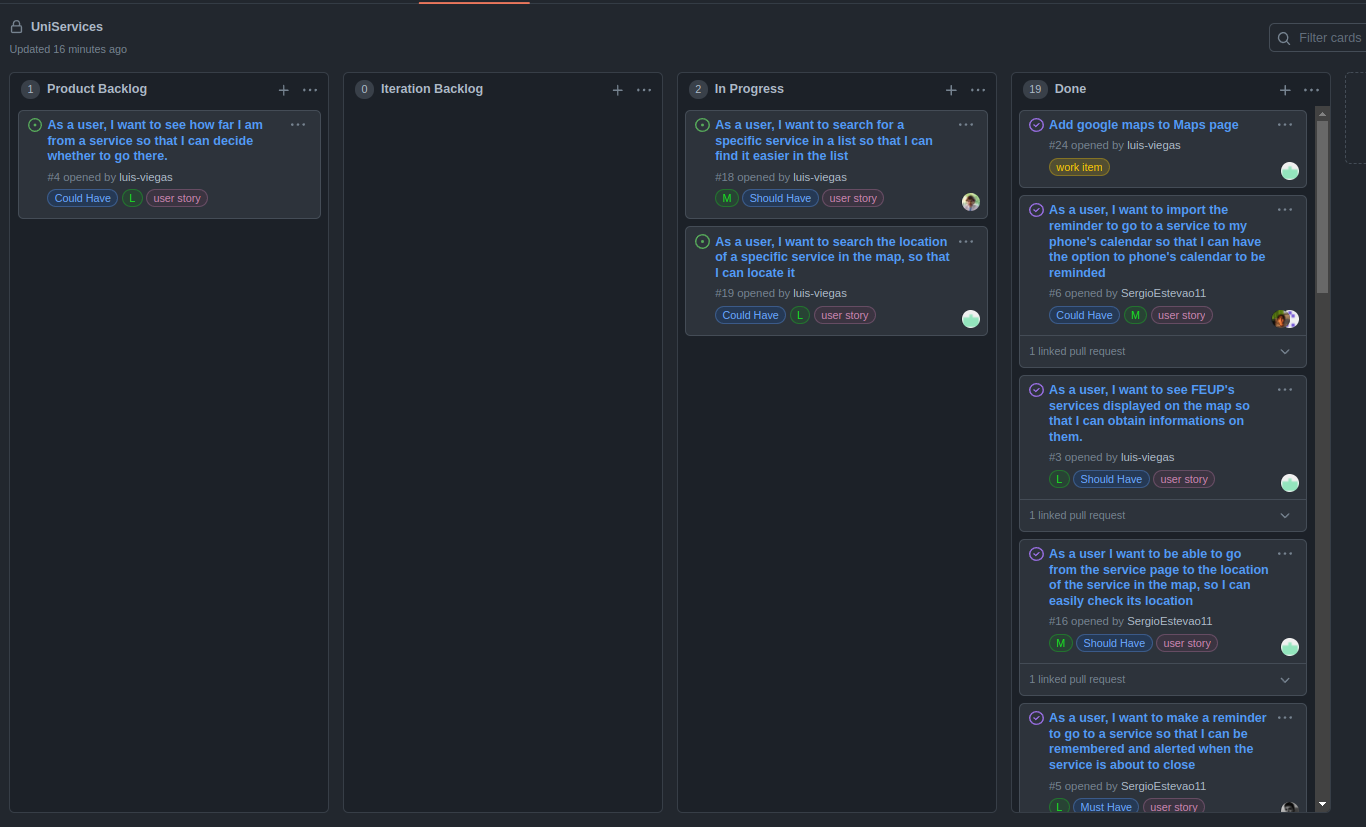 UniServices
Updated 16 minutes ago
Filter cards
1 Product Backlog
As a user, I want to see how far I am
from a service so that I can decide
whether to go there.
#4 opened by luis-viegas
Could Have L user story
0 Iteration Backlog
2 In Progress
As a user, I want to search for a
specific service in a list so that I can
find it easier in the list
#18 opened by luis-viegas
M Should Have user story
As a user, I want to search the location
of a specific service in the map, so that
I can locate it
#19 opened by luis-viegas
Could Have L user story
19 Done
Add google maps to Maps page
#24 opened by luis-viegas
work item
As a user, I want to import the
reminder to go to a service to my
phone's calendar so that I can have
the option to phone's calendar to be
reminded
#6 opened by SergioEstevao11
Could Have M user story
1 linked pull request
As a user, I want to see FEUP's
services displayed on the map so
that I can obtain informations on
them.
#3 opened by luis-viegas
L Should Have user story
1 linked pull request
As a user I want to be able to go
from the service page to the location
of the service in the map, so I can
easily check its location
#16 opened by SergioEstevao11
M Should Have user story
1 linked pull request
As a user, I want to make a reminder
to go to a service so that I can be
remembered and alerted when the
service is about to close
#5 opened by SergioEstevao11
L Must Have user story